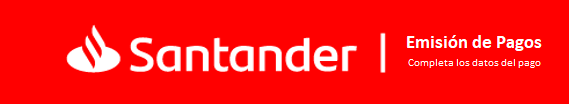 Santander
Emisión de Pagos
Completa los datos del pago